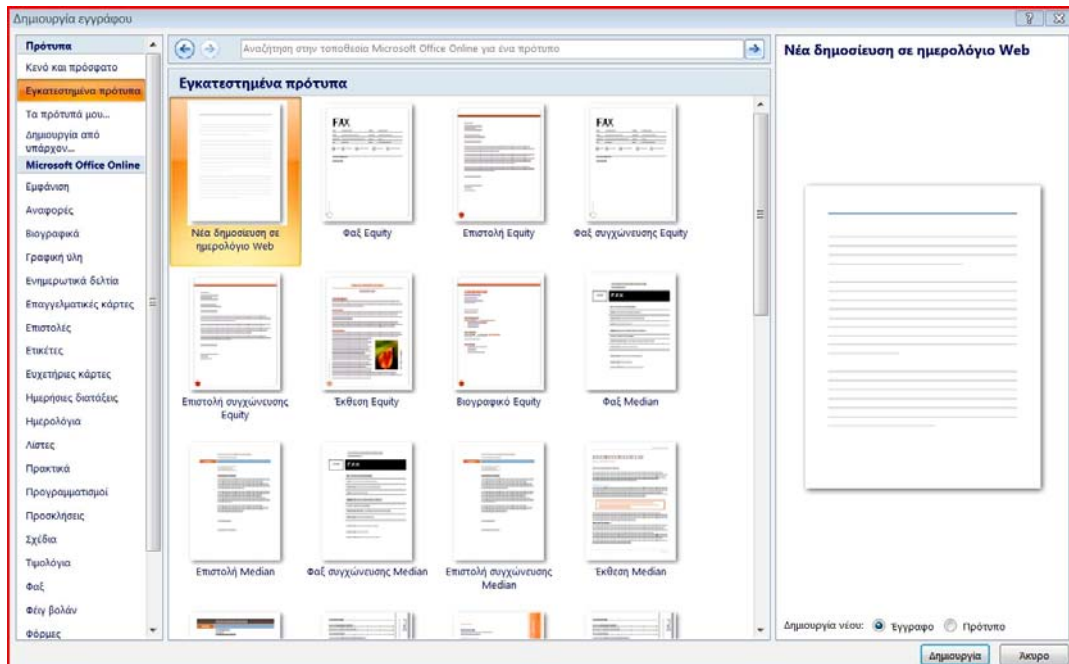 Δημιουργία εγγράφου
Πρότυπα
Κενό και πρόσφατο
Εγκατεστημένα πρότυπα
Τα πρότυπά μου...
Δημιουργία από
υπάρχον...
Microsoft Office Online
Εμφάνιση
Αναφορές
Βιογραφικά
Γραφική ύλη
Ενημερωτικά δελτία
Επαγγελματικές κάρτες
Επιστολές
Ετικέτες
Ευχετήριες κάρτες
Ημερήσιες διατάξεις
Ημερολόγια
Λίστες
Πρακτικά
Προγραμματισμοί
Προσκλήσεις
Σχέδια
Τιμολόγια
Φαξ
Φέιγ βολάν
Φόρμες
Αναζήτηση στην τοποθεσία Microsoft Office Online για ένα πρότυπο
Εγκατεστημένα πρότυπα
FAX
FAX
Νέα δημοσίευση σε
ημερολόγιο Web
Φαξ Equity
Επιστολή Equity
Φαξ συγχώνευσης Equity
FAX
Επιστολή συγχώνευσης
Equity
Έκθεση Equity
Βιογραφικό Equity
Φαξ Median
FAX
Επιστολή Median
Φαξ συγχώνευσης Median
Επιστολή συγχώνευσης
Median
Έκθεση Median
Νέα δημοσίευση σε ημερολόγιο Web
Δημιουργία νέου: Έγγραφο Πρότυπο
Δημιουργία Άκυρο